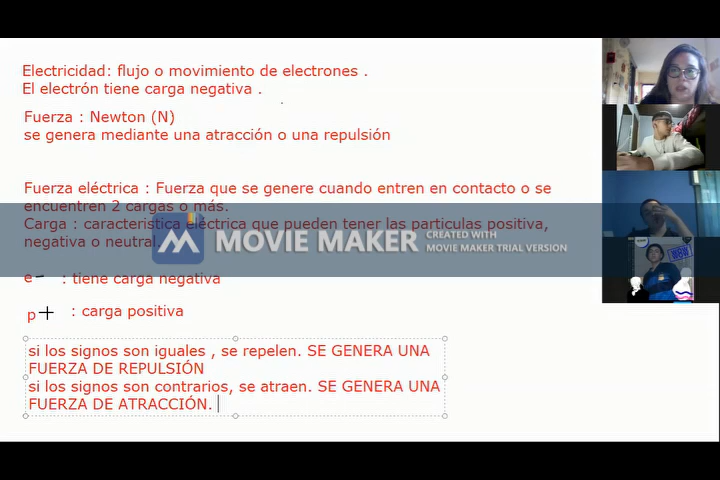 Electricidad: flujo o movimiento de electrones .
El electrón tiene carga negativa .
Fuerza : Newton (N)
se genera mediante una atracción o una repulsión
Fuerza eléctrica : Fuerza que se genere cuando entren en contacto o se
encuentren 2 cargas o más.
Carga : caracteristica eléctrica que pueden tener las particulas positiva,
negativa o neutral.
MOVIE MAKER
CREATED WITH
MOVIE MAKER TRIAL VERSION
e- : tiene carga negativa
p+ : carga positiva
si los signos son iguales , se repelen. SE GENERA UNA
FUERZA DE REPULSIÓN
si los signos son contrarios, se atraen. SE GENERA UNA
FUERZA DE ATRACCIÓN.